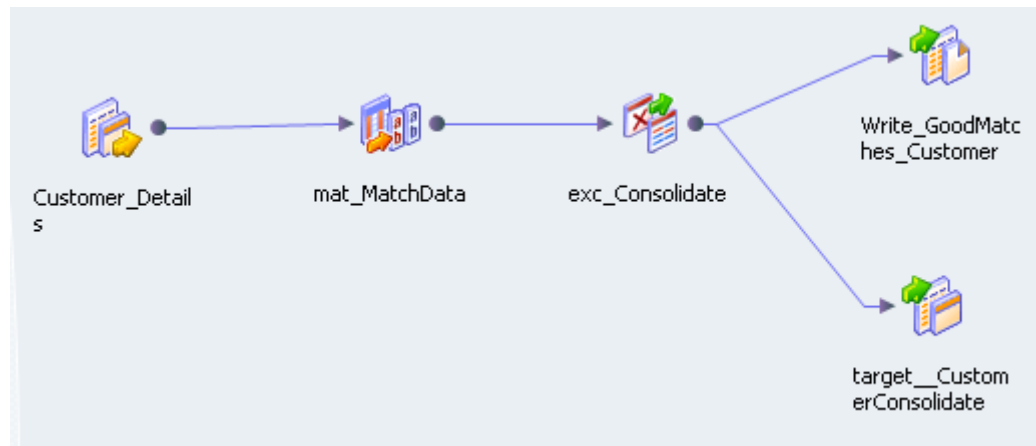 Customer_Detail
s
mat_MatchData
exc_Consolidate
Write_GoodMatc
hes_Customer
target__Custom
erConsolidate